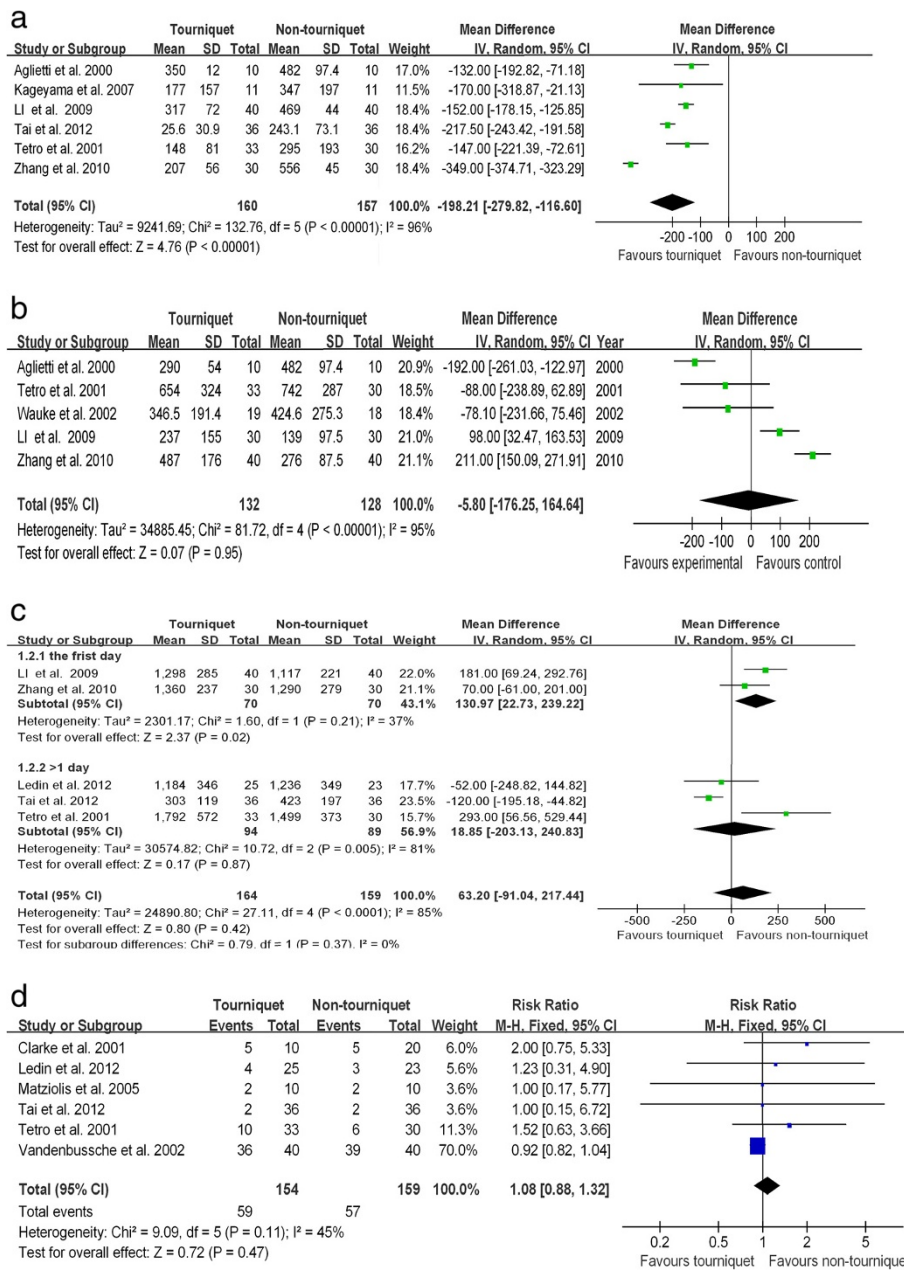 a
Tourniquet Non-tourniquet Mean Difference Mean Difference
Study or Subgroup Mean SD Total Mean SD Total Weight IV, Random, 95% CI IV, Random, 95% CI
Aglietti et al. 2000 350 12 10 482 97.4 10 17.0% -132.00 [-192.82, -71.18]
Kageyama et al. 2007 177 157 11 347 197 11 11.5% -170.00 [-318.87, -21.13]
LI et al. 2009 317 72 40 469 44 40 18.4% -152.00 [-178.15, -125.85]
Tai et al. 2012 25.6 30.9 36 243.1 73.1 36 18.4% -217.50 [-243.42, -191.58]
Tetro et al. 2001 148 81 33 295 193 30 16.2% -147.00 [-221.39, -72.61]
Zhang et al. 2010 207 56 30 556 45 30 18.4% -349.00 [-374.71, -323.29]
Total (95% CI) 160 157 100.0% -198.21 [-279.82, -116.60]
Heterogeneity: Tau² = 9241.69; Chi² = 132.76, df = 5 (P < 0.00001); I² = 96%
Test for overall effect: Z = 4.76 (P < 0.00001)
-200 -100 0 100 200
Favours tourniquet Favours non-tourniquet
b
Tourniquet Non-tourniquet Mean Difference Mean Difference
Study or Subgroup Mean SD Total Mean SD Total Weight IV, Random, 95% CI Year IV, Random, 95% CI
Aglietti et al. 2000 290 54 10 482 97.4 10 20.9% -192.00 [-261.03, -122.97] 2000
Tetro et al. 2001 654 324 33 742 287 30 18.5% -88.00 [-238.89, 62.89] 2001
Wauke et al. 2002 346.5 191.4 19 424.6 275.3 18 18.4% -78.10 [-231.66, 75.46] 2002
LI et al. 2009 237 155 30 139 97.5 30 21.0% 98.00 [32.47, 163.53] 2009
Zhang et al. 2010 487 176 40 276 87.5 40 21.1% 211.00 [150.09, 271.91] 2010
Total (95% CI) 132 128 100.0% -5.80 [-176.25, 164.64]
Heterogeneity: Tau² = 34885.45; Chi² = 81.72, df = 4 (P < 0.00001); I² = 95%
Test for overall effect: Z = 0.07 (P = 0.95)
-200 -100 0 100 200
Favours experimental Favours control
c
Tourniquet Non-tourniquet Mean Difference Mean Difference
Study or Subgroup Mean SD Total Mean SD Total Weight IV, Random, 95% CI IV, Random, 95% CI
1.2.1 the frist day
LI et al. 2009 1,298 285 40 1,117 221 40 22.0% 181.00 [69.24, 292.76]
Zhang et al. 2010 1,360 237 30 1,290 279 30 21.1% 70.00 [-61.00, 201.00]
Subtotal (95% CI) 70 70 43.1% 130.97 [22.73, 239.22]
Heterogeneity: Tau² = 2301.17; Chi² = 1.60, df = 1 (P = 0.21); I² = 37%
Test for overall effect: Z = 2.37 (P = 0.02)
1.2.2 >1 day
Ledin et al. 2012 1,184 346 25 1,236 349 23 17.7% -52.00 [-248.82, 144.82]
Tai et al. 2012 303 119 36 423 197 36 23.5% -120.00 [-195.18, -44.82]
Tetro et al. 2001 1,792 572 33 1,499 373 30 15.7% 293.00 [56.56, 529.44]
Subtotal (95% CI) 94 89 56.9% 18.85 [-203.13, 240.83]
Heterogeneity: Tau² = 30574.82; Chi² = 10.72, df = 2 (P = 0.005); I² = 81%
Test for overall effect: Z = 0.17 (P = 0.87)
Total (95% CI) 164 159 100.0% 63.20 [-91.04, 217.44]
Heterogeneity: Tau² = 24890.80; Chi² = 27.11, df = 4 (P < 0.0001); I² = 85%
Test for overall effect: Z = 0.80 (P = 0.42)
Test for subgroup differences: Chi² = 0.79, df = 1 (P = 0.37), I² = 0%
-500 -250 0 250 500
Favours tourniquet Favours non-tourniquet
d
Tourniquet Non-tourniquet Risk Ratio Risk Ratio
Study or Subgroup Events Total Events Total Weight M-H, Fixed, 95% CI M-H, Fixed, 95% CI
Clarke et al. 2001 5 10 5 20 6.0% 2.00 [0.75, 5.33]
Ledin et al. 2012 4 25 3 23 5.6% 1.23 [0.31, 4.90]
Matziolis et al. 2005 2 10 2 10 3.6% 1.00 [0.17, 5.77]
Tai et al. 2012 2 36 2 36 3.6% 1.00 [0.15, 6.72]
Tetro et al. 2001 10 33 6 30 11.3% 1.52 [0.63, 3.66]
Vandenbussche et al. 2002 36 40 39 40 70.0% 0.92 [0.82, 1.04]
Total (95% CI) 154 159 100.0% 1.08 [0.88, 1.32]
Total events 59 57
Heterogeneity: Chi² = 9.09, df = 5 (P = 0.11); I² = 45%
Test for overall effect: Z = 0.72 (P = 0.47)
0.2 0.5 1 2 5
Favours tourniquet Favours non-tournique